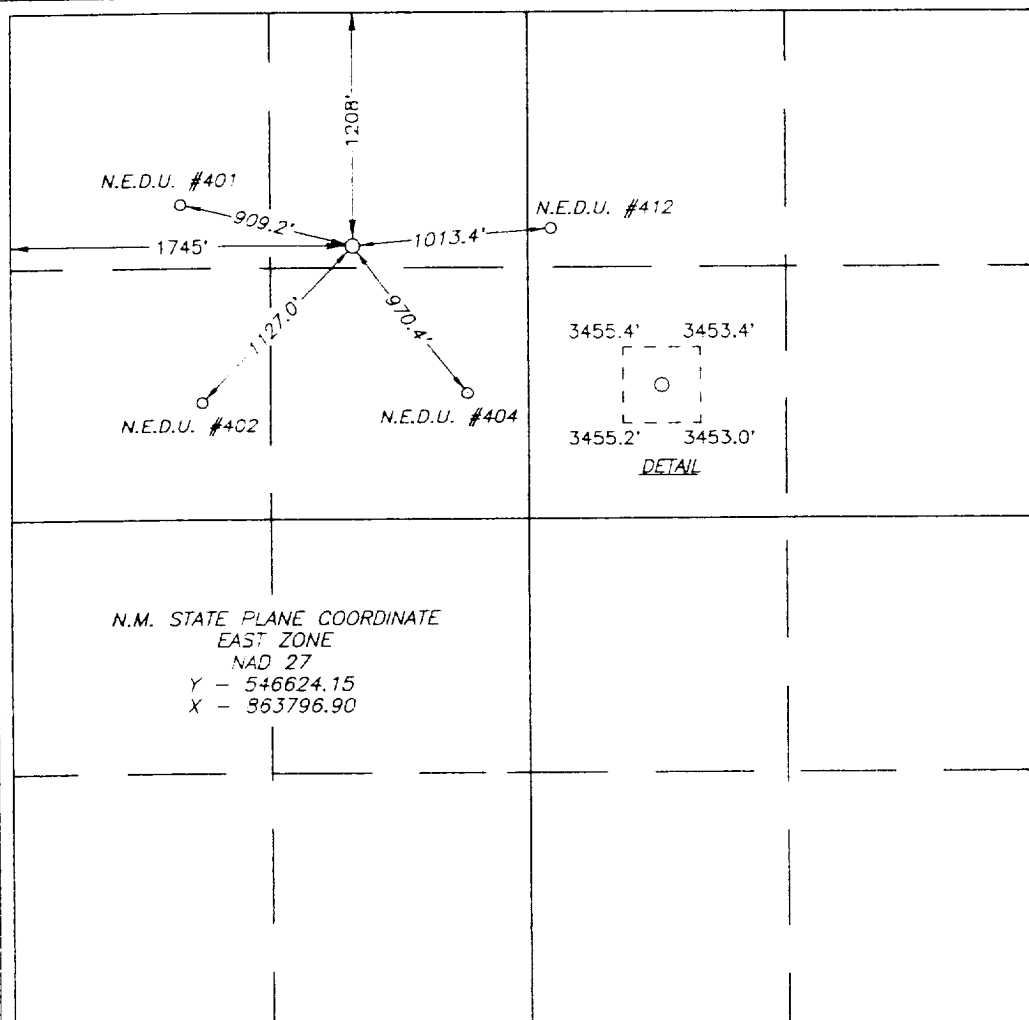 1208'
N.E.D.U. #401
909.2'
N.E.D.U. #412
1745'
1013.4'
1127.0'
970.4'
3455.4' 3453.4'
N.E.D.U. #402
N.E.D.U. #404
3455.2' 3453.0'
DETAIL
N.M. STATE PLANE COORDINATE
EAST ZONE
NAD 27
Y - 546624.15
X - 863796.90